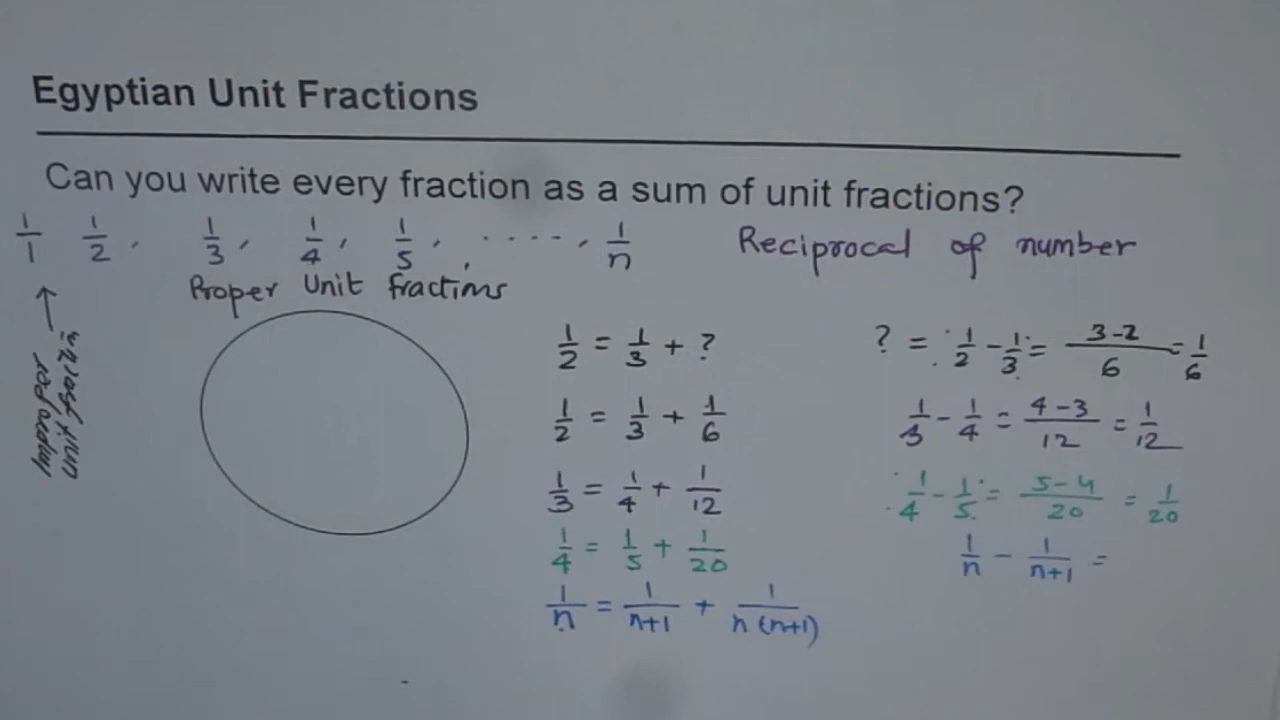 Egyptian Unit Fractions
Can you write every fraction as a sum of unit fractions?
1/1 1/2, 1/3, 1/4, 1/5, ·····, 1/n Reciprocal of number
Proper Unit fractions
1/2 = 1/3 + ?
1/2 = 1/3 + 1/6
1/3 = 1/4 + 1/12
1/4 = 1/5 + 1/20
1/n = 1/(n+1) + 1/(n(n+1))
? = 1/2 - 1/3 = (3-2)/6 = 1/6
1/3 - 1/4 = (4-3)/12 = 1/12
1/4 - 1/5 = (5-4)/20 = 1/20
1/n - 1/(n+1) =
improper
unit fraction